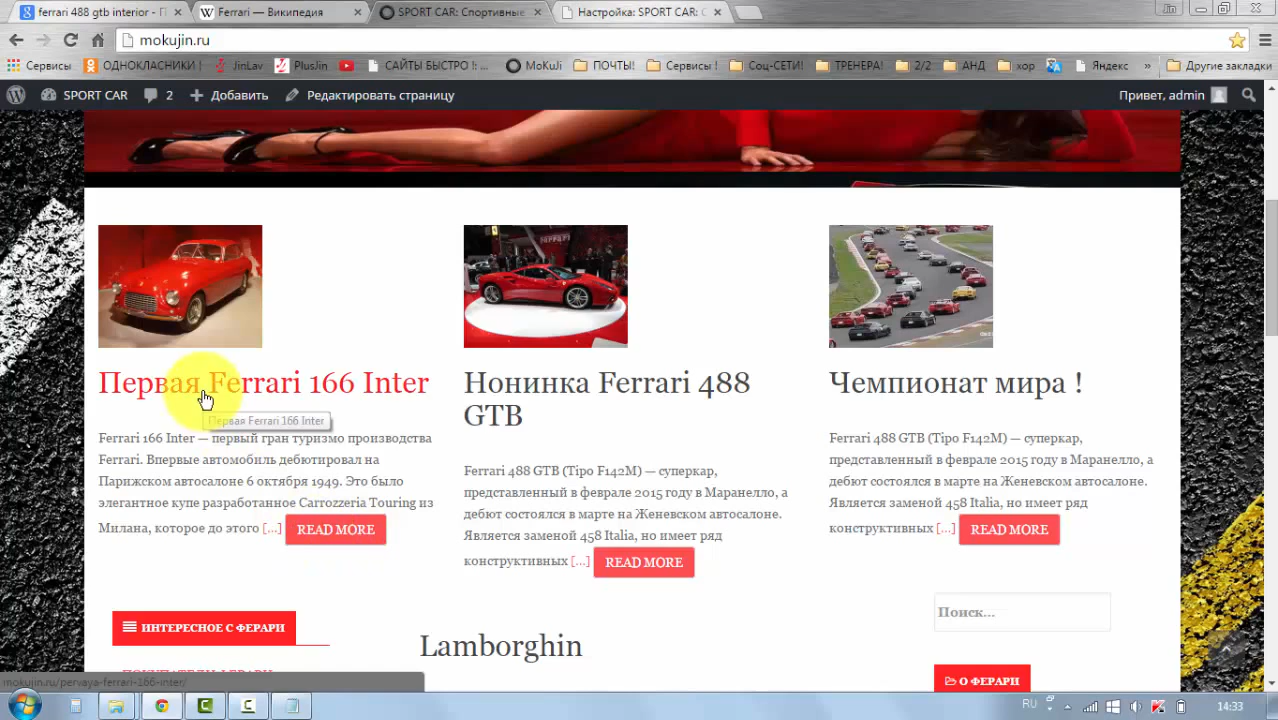 ferrari 488 gtb interior - П
Ferrari — Википедия
SPORT CAR: Спортивные
Настройка: SPORT CAR: С
mokujin.ru
Сервисы
ОДНОКЛАСНИКИ !
JinLav
PlusJin
САЙТЫ БЫСТРО !: ...
MoKuJi
ПОЧТЫ!
Сервисы !
Соц-СЕТИ!
ТРЕНЕРА!
2/2
АНД
хор
Яндекс
»
Другие закладки
SPORT CAR
2
Добавить
Редактировать страницу
Привет, admin
Первая Ferrari 166 Inter
Первая Ferrari 166 Inter
Ferrari 166 Inter — первый гран туризмо производства
Ferrari. Впервые автомобиль дебютировал на
Парижском автосалоне 6 октября 1949. Это было
элегантное купе разработанное Carrozzeria Touring из
Милана, которое до этого [...] READ MORE
Нонинка Ferrari 488
GTB
Ferrari 488 GTB (Tipo F142M) — суперкар,
представленный в феврале 2015 году в Маранелло, а
дебют состоялся в марте на Женевском автосалоне.
Является заменой 458 Italia, но имеет ряд
конструктивных [...] READ MORE
Чемпионат мира !
Ferrari 488 GTB (Tipo F142M) — суперкар,
представленный в феврале 2015 году в Маранелло, а
дебют состоялся в марте на Женевском автосалоне.
Является заменой 458 Italia, но имеет ряд
конструктивных [...] READ MORE
ИНТЕРЕСНОЕ С ФЕРАРИ
Lamborghin
Поиск...
О ФЕРАРИ
mokujin.ru/pervaya-ferrari-166-inter/
RU
14:33